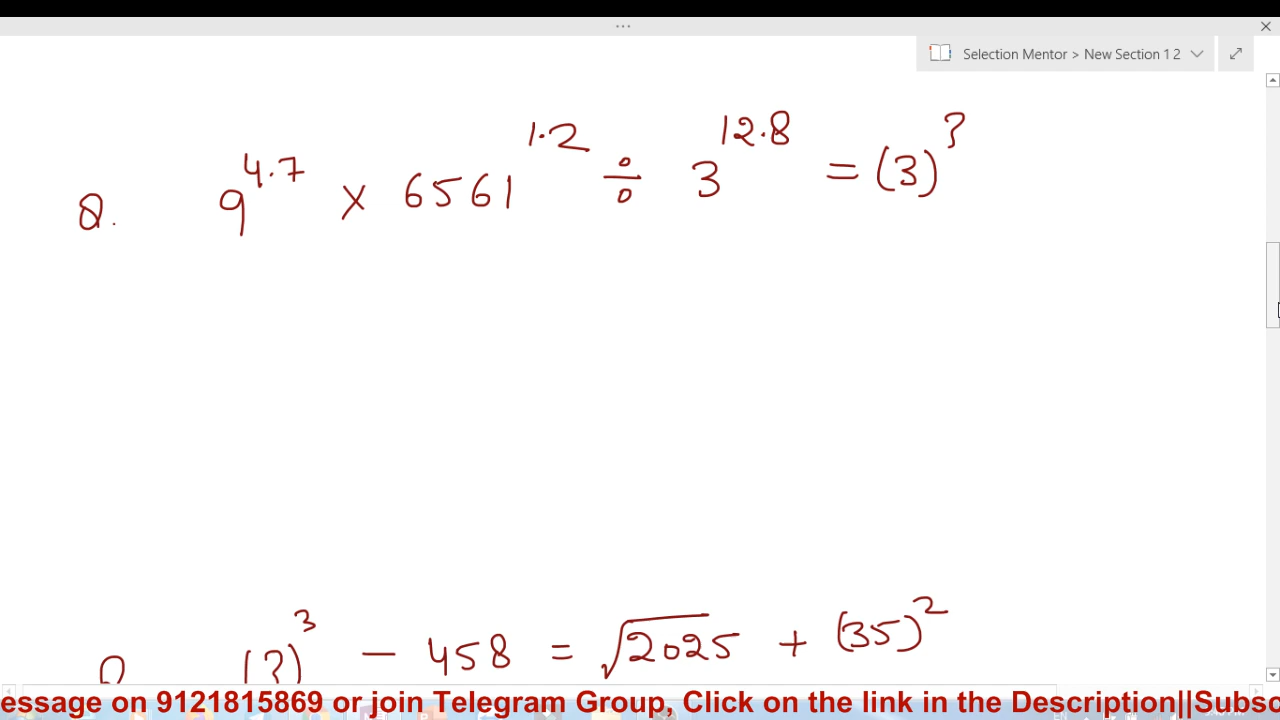 Selection Mentor > New Section 1 2
Q. 9^4.7 × 6561^1.2 ÷ 3^12.8 = (3)^?
Q (?)^3 − 458 = √2025 + (35)^2
essage on 9121815869 or join Telegram Group, Click on the link in the Description||Subsc